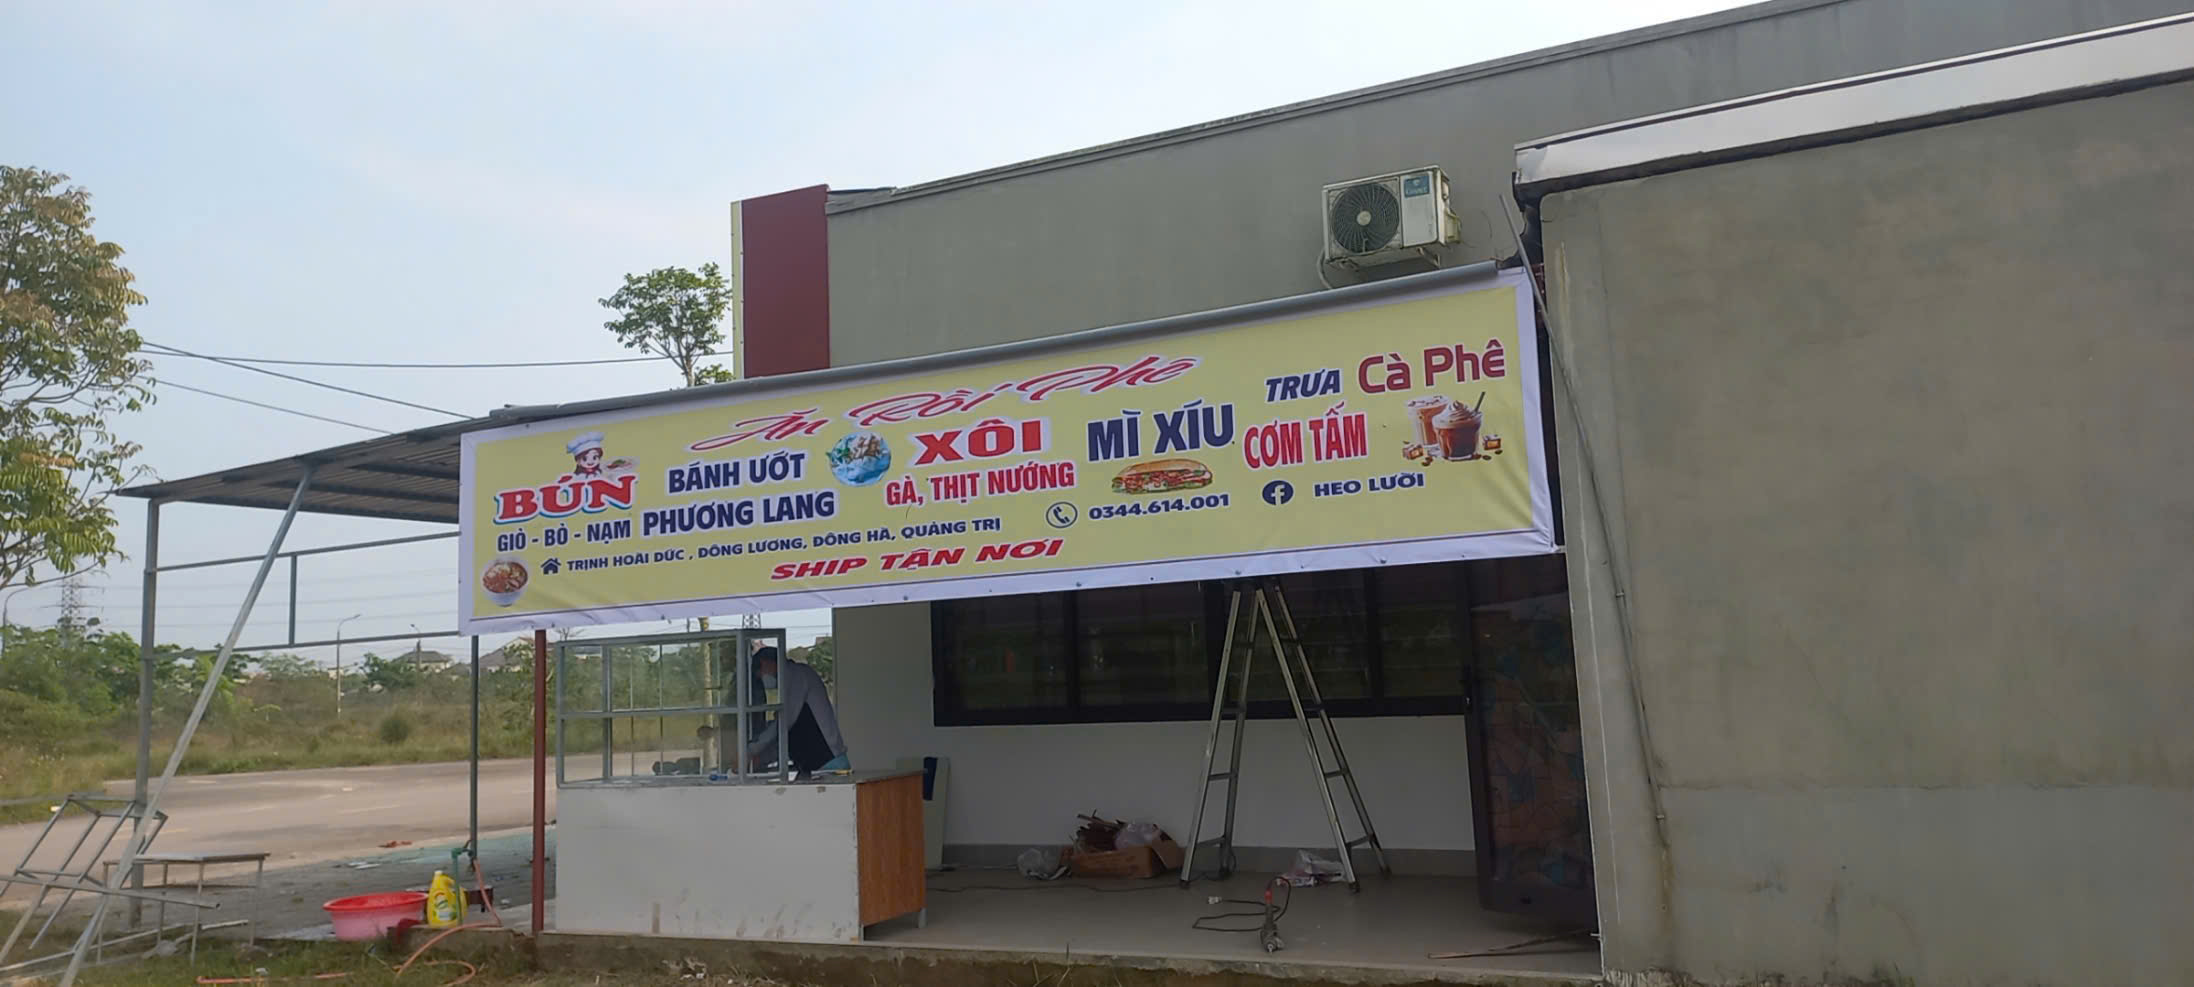 Ăn Rồi Phê
BÚN
GIÒ - BÒ - NẠM
BÁNH ƯỚT
PHƯƠNG LANG
XÔI
GÀ, THỊT NƯỚNG
MÌ XÍU
TRƯA
CƠM TẤM
Cà Phê
TRỊNH HOÀI ĐỨC , ĐÔNG LƯƠNG, ĐÔNG HÀ, QUẢNG TRỊ
0344.614.001
HEO LƯỜI
SHIP TẬN NƠI